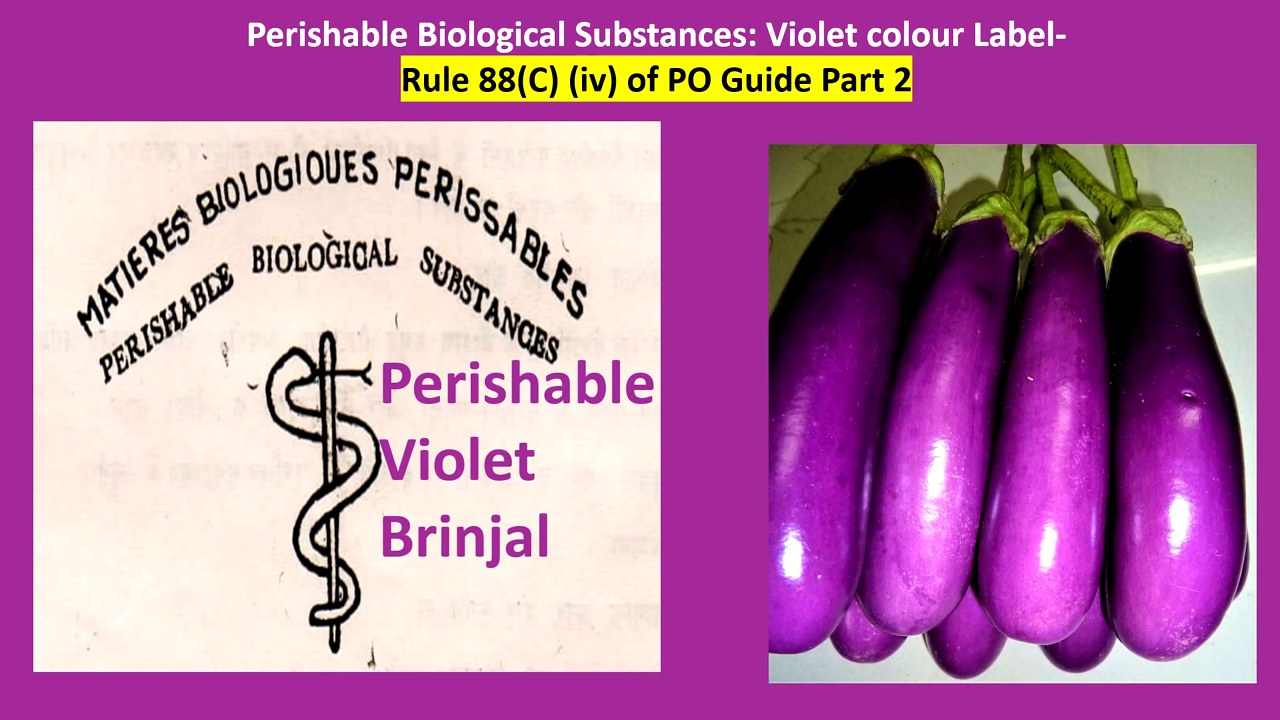 Perishable Biological Substances: Violet colour Label-
Rule 88(C) (iv) of PO Guide Part 2
MATIERES BIOLOGIOUES PERISSABLES
PERISHABLE BIOLOGICAL SUBSTANCES
Perishable
Violet
Brinjal